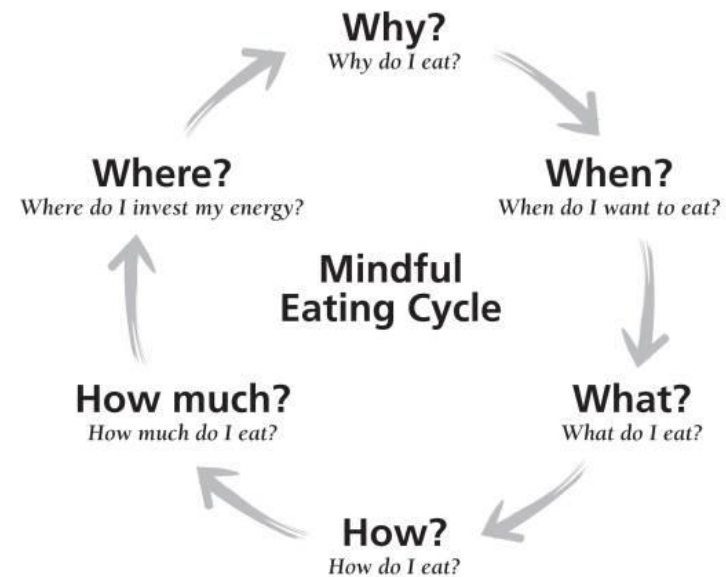 Why?
Why do I eat?
When?
When do I want to eat?
What?
What do I eat?
How?
How do I eat?
How much?
How much do I eat?
Where?
Where do I invest my energy?
Mindful
Eating Cycle